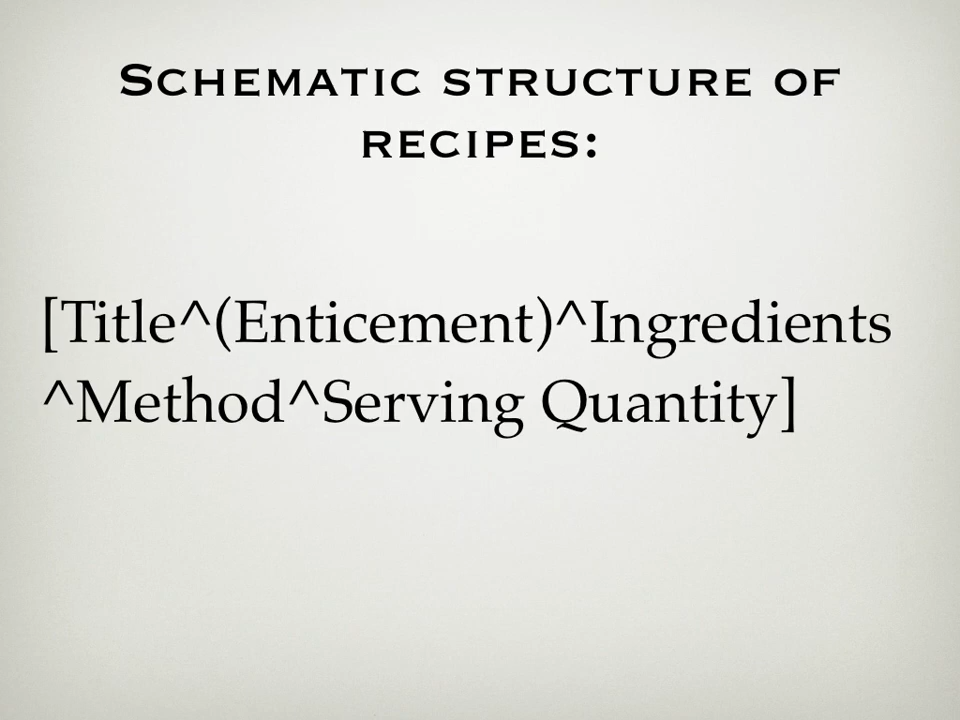 Schematic structure of
recipes:
[Title^(Enticement)^Ingredients
^Method^Serving Quantity]